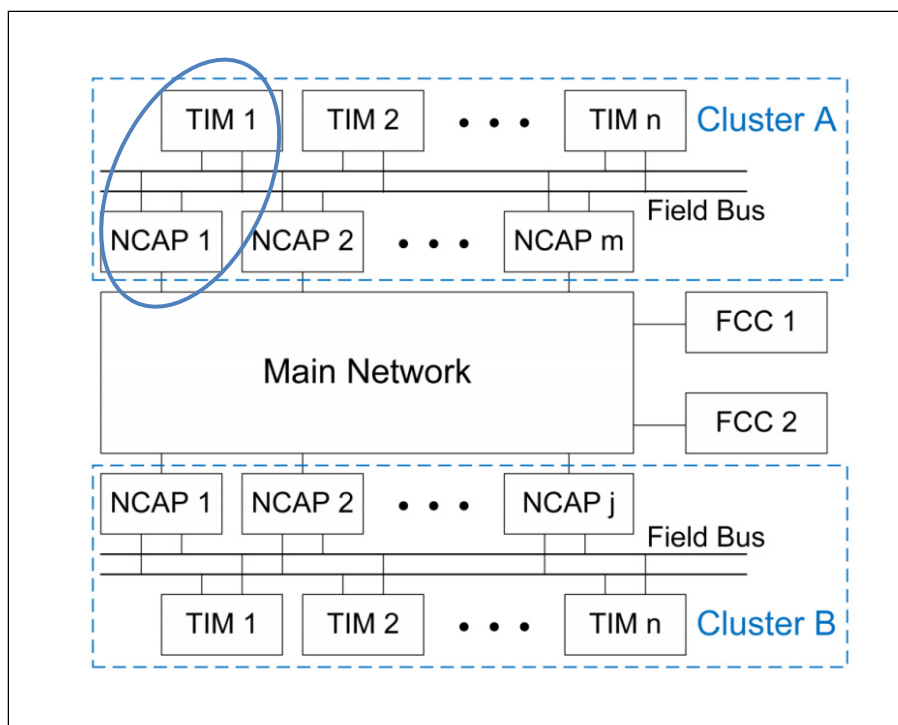 TIM 1
TIM 2
• • •
TIM n
Cluster A
Field Bus
NCAP 1
NCAP 2
• • •
NCAP m
Main Network
FCC 1
FCC 2
NCAP 1
NCAP 2
• • •
NCAP j
Field Bus
TIM 1
TIM 2
• • •
TIM n
Cluster B